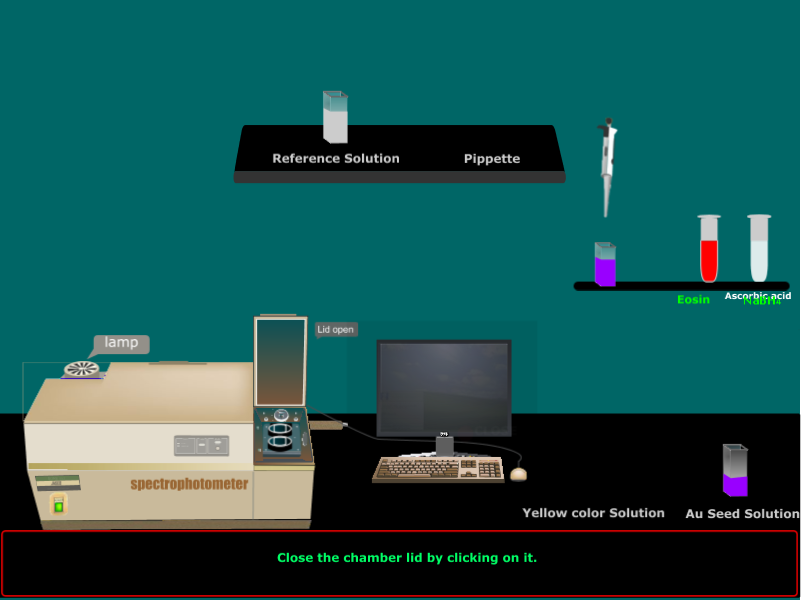 Reference Solution
Pippette
Eosin
Ascorbic acid
lamp
Lid open
spectrophotometer
Yellow color Solution
Au Seed Solution
Close the chamber lid by clicking on it.